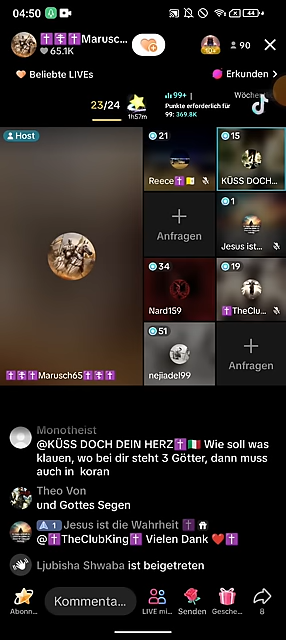 04:50
44
✝️☦️✝️Marusc...
65.1K
90
Beliebte LIVEs
Erkunden
23/24
1h57m
99+
Punkte erforderlich für
99: 369.8K
Wöche
Host
21
Reece✝️
15
KÜSS DOCH...
Anfragen
1
Jesus ist...
34
Nard159
19
✝️TheClu...
51
nejiadel99
Anfragen
✝️☦️✝️Marusch65✝️☦️✝️
Monotheist
@KÜSS DOCH DEIN HERZ✝️🇮🇹 Wie soll was
klauen, wo bei dir steht 3 Götter, dann muss
auch in koran
Theo Von
und Gottes Segen
A 1 Jesus ist die Wahrheit ✝️
@✝️TheClubKing✝️ Vielen Dank ❤️✝️
Ljubisha Shwaba ist beigetreten
Kommenta...
Abonn...
LIVE mi...
Senden
Gesche...
8